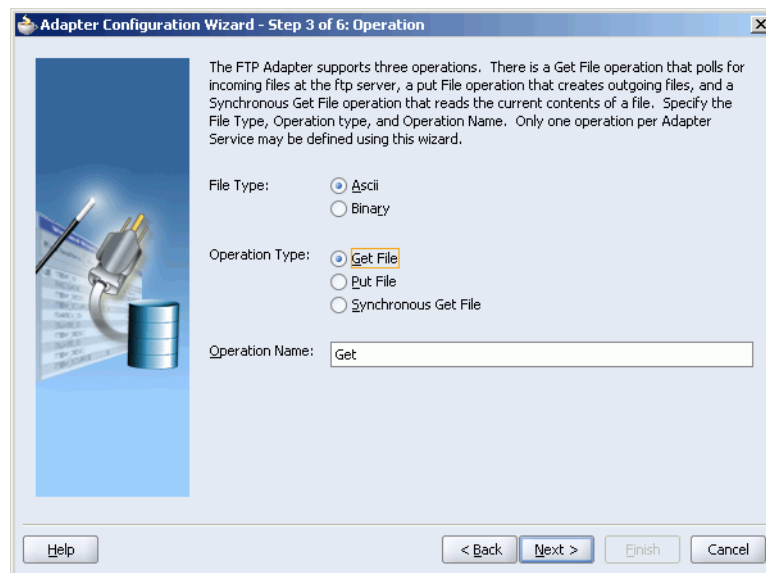 Adapter Configuration Wizard - Step 3 of 6: Operation
The FTP Adapter supports three operations. There is a Get File operation that polls for
incoming files at the ftp server, a put File operation that creates outgoing files, and a
Synchronous Get File operation that reads the current contents of a file. Specify the
File Type, Operation type, and Operation Name. Only one operation per Adapter
Service may be defined using this wizard.
File Type:
Ascii
Binary
Operation Type:
Get File
Put File
Synchronous Get File
Operation Name:
Get
Help
< Back
Next >
Finish
Cancel